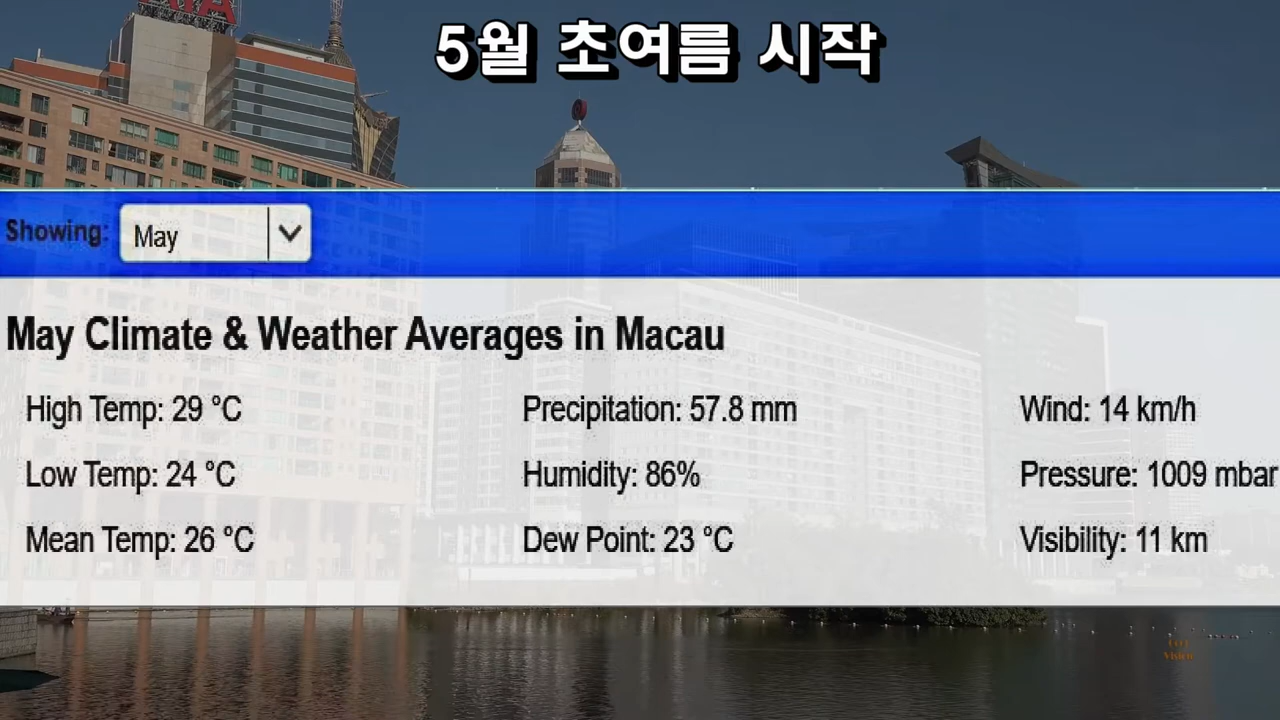 5월 초여름 시작
Showing: May
May Climate & Weather Averages in Macau
High Temp: 29 °C Precipitation: 57.8 mm Wind: 14 km/h
Low Temp: 24 °C Humidity: 86% Pressure: 1009 mbar
Mean Temp: 26 °C Dew Point: 23 °C Visibility: 11 km